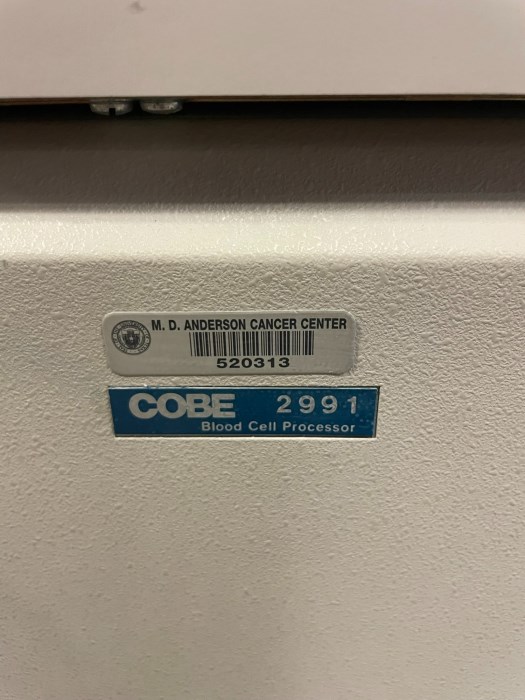 M. D. ANDERSON CANCER CENTER
520313
COBE 2991
Blood Cell Processor